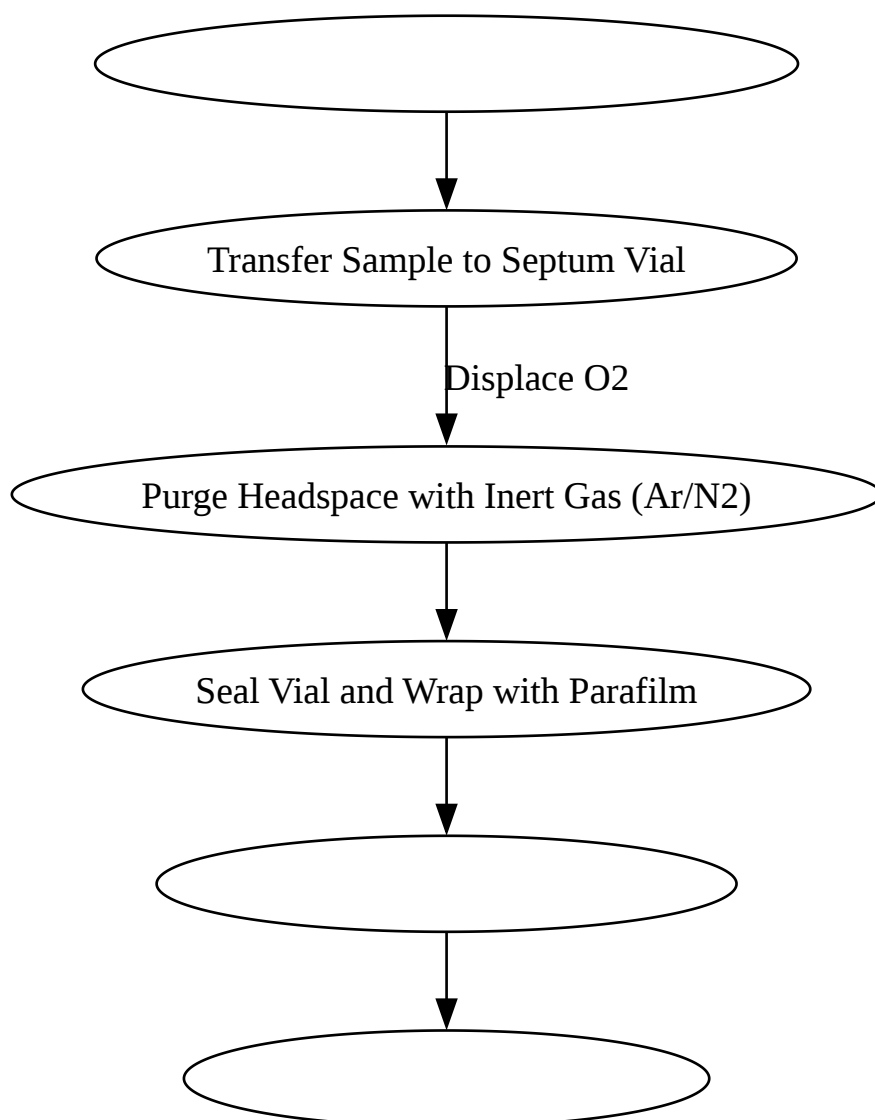 Transfer Sample to Septum Vial
Displace O2
Purge Headspace with Inert Gas (Ar/N2)
Seal Vial and Wrap with Parafilm